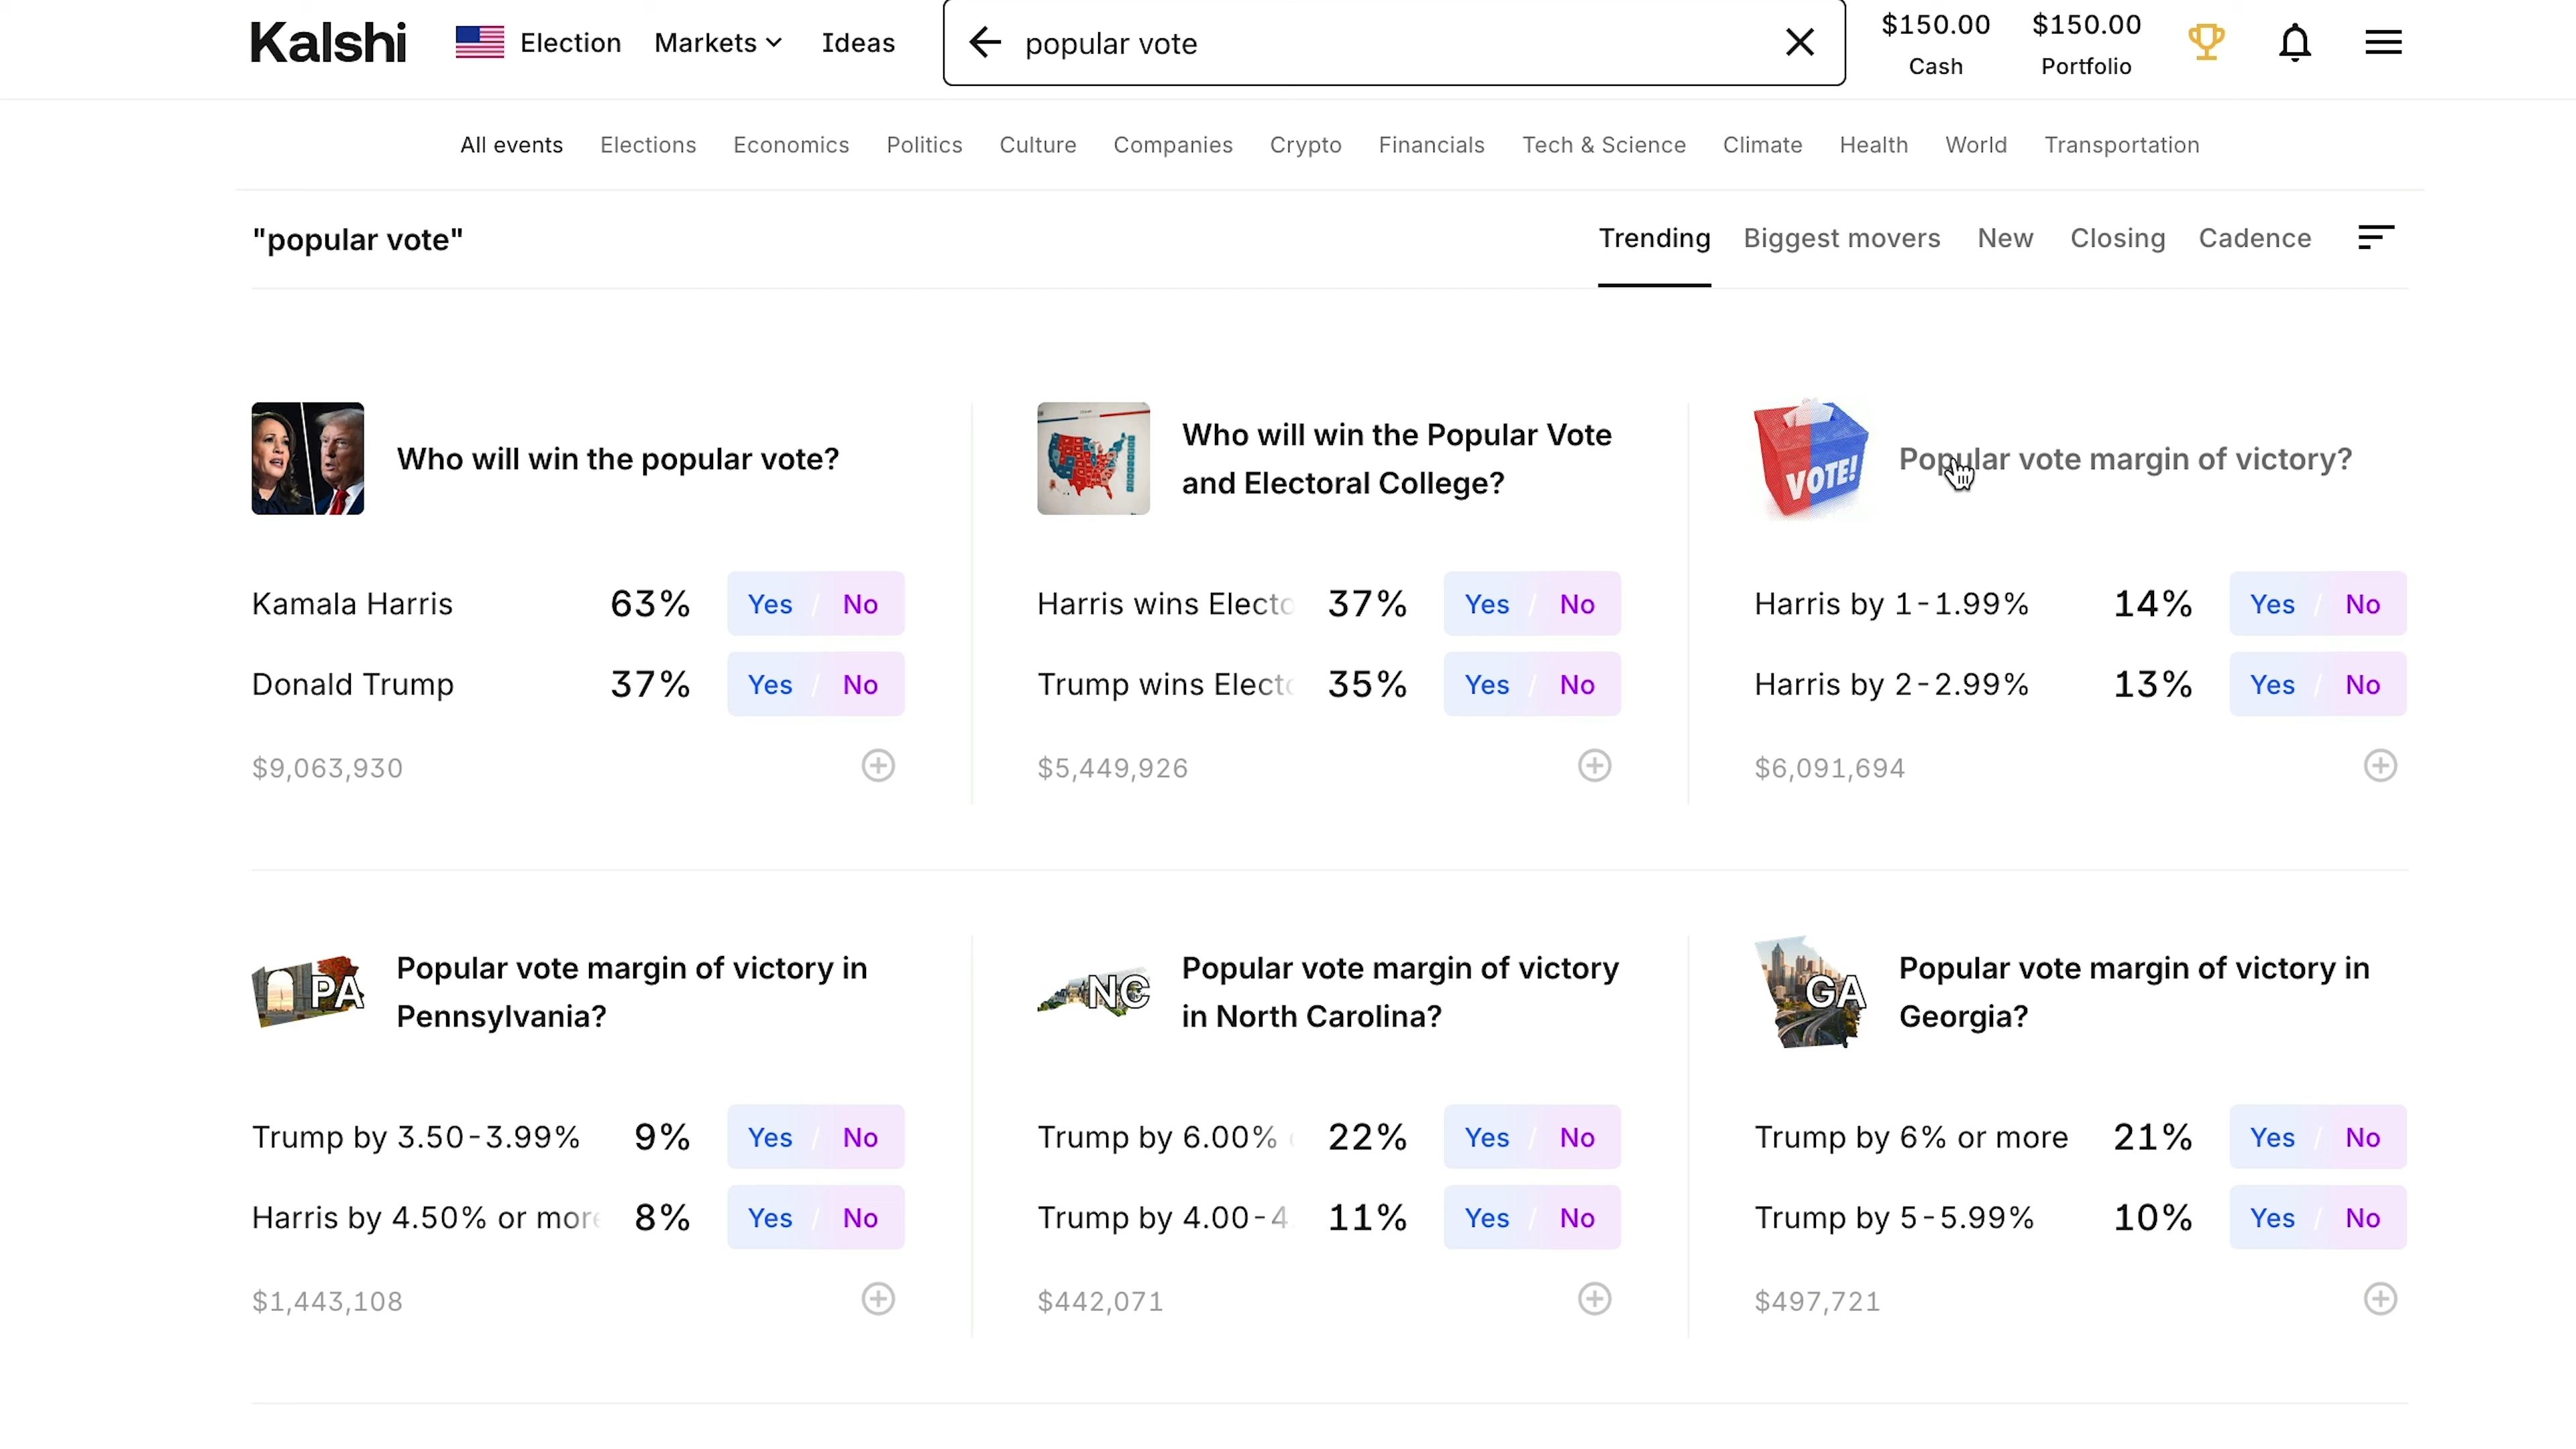 Kalshi
Election
Markets
Ideas
popular vote
$150.00
Cash
$150.00
Portfolio
All events
Elections
Economics
Politics
Culture
Companies
Crypto
Financials
Tech & Science
Climate
Health
World
Transportation
"popular vote"
Trending
Biggest movers
New
Closing
Cadence
Who will win the popular vote?
Kamala Harris 63% Yes / No
Donald Trump 37% Yes / No
$9,063,930
Who will win the Popular Vote
and Electoral College?
Harris wins Electo 37% Yes / No
Trump wins Electo 35% Yes / No
$5,449,926
VOTE!
Popular vote margin of victory?
Harris by 1-1.99% 14% Yes / No
Harris by 2-2.99% 13% Yes / No
$6,091,694
PA
Popular vote margin of victory in
Pennsylvania?
Trump by 3.50-3.99% 9% Yes / No
Harris by 4.50% or more 8% Yes / No
$1,443,108
NC
Popular vote margin of victory
in North Carolina?
Trump by 6.00% 22% Yes / No
Trump by 4.00-4 11% Yes / No
$442,071
GA
Popular vote margin of victory in
Georgia?
Trump by 6% or more 21% Yes / No
Trump by 5-5.99% 10% Yes / No
$497,721